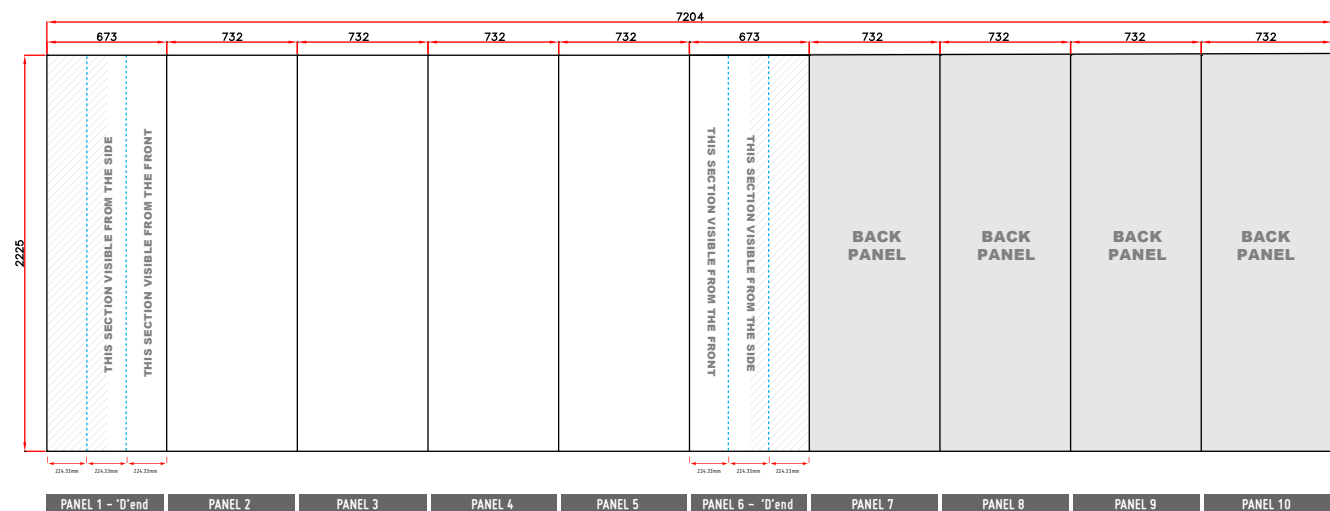 7204
673
732
732
732
732
673
732
732
732
732
2225
THIS SECTION VISIBLE FROM THE SIDE
THIS SECTION VISIBLE FROM THE FRONT
THIS SECTION VISIBLE FROM THE FRONT
THIS SECTION VISIBLE FROM THE SIDE
BACK
PANEL
BACK
PANEL
BACK
PANEL
BACK
PANEL
224.33mm
224.33mm
224.33mm
224.33mm
224.33mm
224.33mm
PANEL 1 - 'D'end
PANEL 2
PANEL 3
PANEL 4
PANEL 5
PANEL 6 - 'D'end
PANEL 7
PANEL 8
PANEL 9
PANEL 10